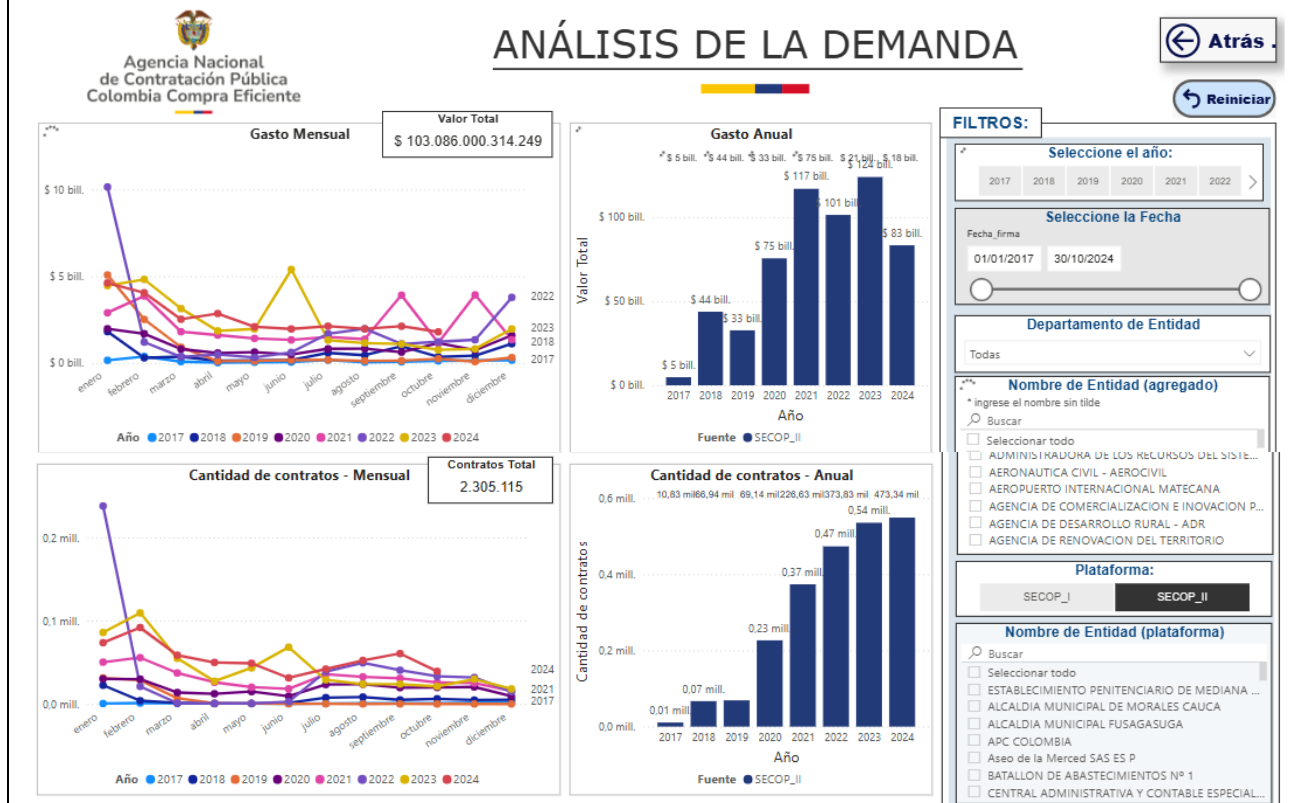 Agencia Nacional
de Contratación Pública
Colombia Compra Eficiente
ANÁLISIS DE LA DEMANDA
Atrás .
Reiniciar
Gasto Mensual
Valor Total
$ 103.086.000.314.249
$ 10 bill.
$ 5 bill.
$ 0 bill.
2022
2023
2018
2017
enero
febrero
marzo
abril
mayo
junio
julio
agosto
septiembre
octubre
noviembre
diciembre
Año 2017 2018 2019 2020 2021 2022 2023 2024
Gasto Anual
$ 5 bill. $ 44 bill. $ 33 bill. $ 75 bill. $ 21 bill. $ 18 bill.
$ 124 bill.
$ 117 bill.
$ 101 bill.
$ 83 bill.
$ 75 bill.
$ 44 bill.
$ 33 bill.
$ 5 bill.
Valor Total
$ 100 bill.
$ 50 bill.
$ 0 bill.
2017 2018 2019 2020 2021 2022 2023 2024
Año
Fuente SECOP_II
Cantidad de contratos - Mensual
Contratos Total
2.305.115
0,2 mill.
0,1 mill.
0,0 mill.
2024
2021
2017
enero
febrero
marzo
abril
mayo
junio
julio
agosto
septiembre
octubre
noviembre
diciembre
Año 2017 2018 2019 2020 2021 2022 2023 2024
Cantidad de contratos - Anual
10,83 mil 66,94 mil 69,14 mil 226,63 mil 373,83 mil 473,34 mil
0,54 mill.
0,47 mill.
0,37 mill.
0,23 mill.
0,07 mill.
0,01 mill.
Cantidad de contratos
0,6 mill.
0,4 mill.
0,2 mill.
0,0 mill.
2017 2018 2019 2020 2021 2022 2023 2024
Año
Fuente SECOP_II
FILTROS:
Seleccione el año:
2017 2018 2019 2020 2021 2022
Seleccione la Fecha
Fecha_firma
01/01/2017 30/10/2024
Departamento de Entidad
Todas
Nombre de Entidad (agregado)
* ingrese el nombre sin tilde
Buscar
Seleccionar todo
ADMINISTRADORA DE LOS RECURSOS DEL SISTE...
AERONAUTICA CIVIL - AEROCIVIL
AEROPUERTO INTERNACIONAL MATECANA
AGENCIA DE COMERCIALIZACION E INOVACION P...
AGENCIA DE DESARROLLO RURAL - ADR
AGENCIA DE RENOVACION DEL TERRITORIO
Plataforma:
SECOP_I SECOP_II
Nombre de Entidad (plataforma)
Buscar
Seleccionar todo
ESTABLECIMIENTO PENITENCIARIO DE MEDIANA ...
ALCALDIA MUNICIPAL DE MORALES CAUCA
ALCALDIA MUNICIPAL FUSAGASUGA
APC COLOMBIA
Aseo de la Merced SAS ES P
BATALLON DE ABASTECIMIENTOS Nº 1
CENTRAL ADMINISTRATIVA Y CONTABLE ESPECIAL...